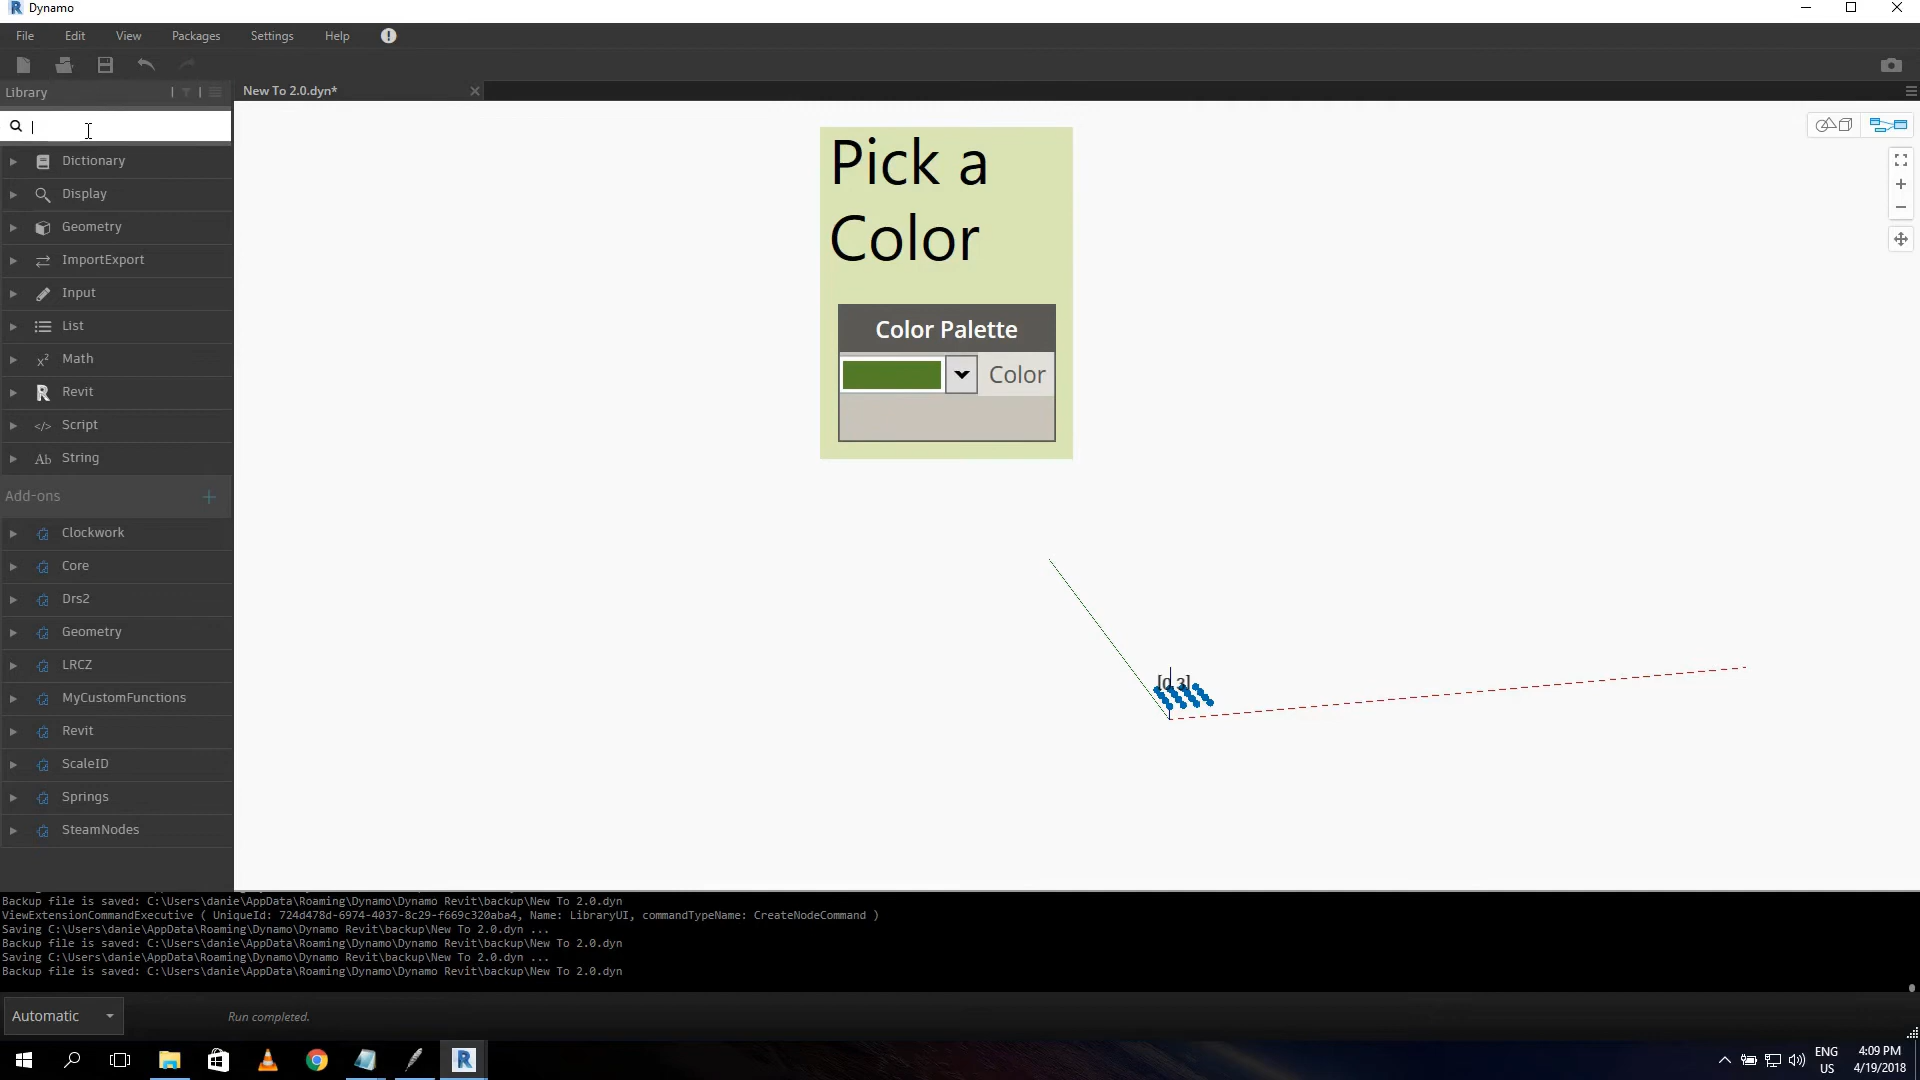 Dynamo
File Edit View Packages Settings Help
Library
New To 2.0.dyn*
Dictionary
Display
Geometry
ImportExport
Input
List
Math
Revit
Script
Ab String
Add-ons
Clockwork
Core
Drs2
Geometry
LRCZ
MyCustomFunctions
Revit
ScaleID
Springs
SteamNodes
Pick a
Color
Color Palette
Color
[0,3]
Backup file is saved: C:\Users\danie\AppData\Roaming\Dynamo\Dynamo Revit\backup\New To 2.0.dyn
ViewExtensionCommandExecutive ( UniqueId: 724d478d-6974-4037-8c29-f669c320aba4, Name: LibraryUI, commandTypeName: CreateNodeCommand )
Saving C:\Users\danie\AppData\Roaming\Dynamo\Dynamo Revit\backup\New To 2.0.dyn ...
Backup file is saved: C:\Users\danie\AppData\Roaming\Dynamo\Dynamo Revit\backup\New To 2.0.dyn
Saving C:\Users\danie\AppData\Roaming\Dynamo\Dynamo Revit\backup\New To 2.0.dyn ...
Backup file is saved: C:\Users\danie\AppData\Roaming\Dynamo\Dynamo Revit\backup\New To 2.0.dyn
Automatic
Run completed.
ENG
US
4:09 PM
4/19/2018